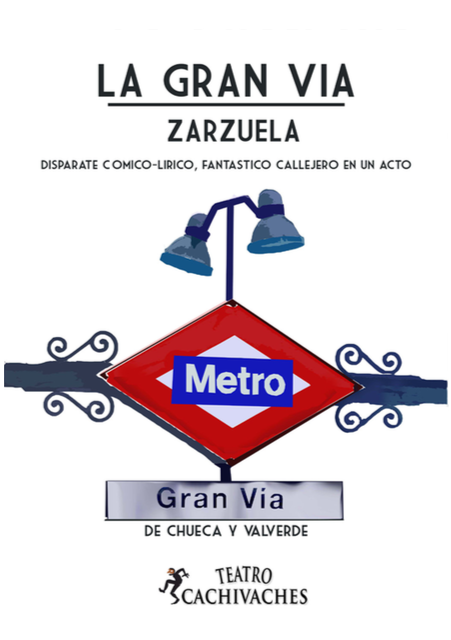 LA GRAN VIA
ZARZUELA
DISPARATE COMICO-LIRICO, FANTASTICO CALLEJERO EN UN ACTO
Metro
Gran Vía
DE CHUECA Y VALVERDE
TEATRO
CACHIVACHES